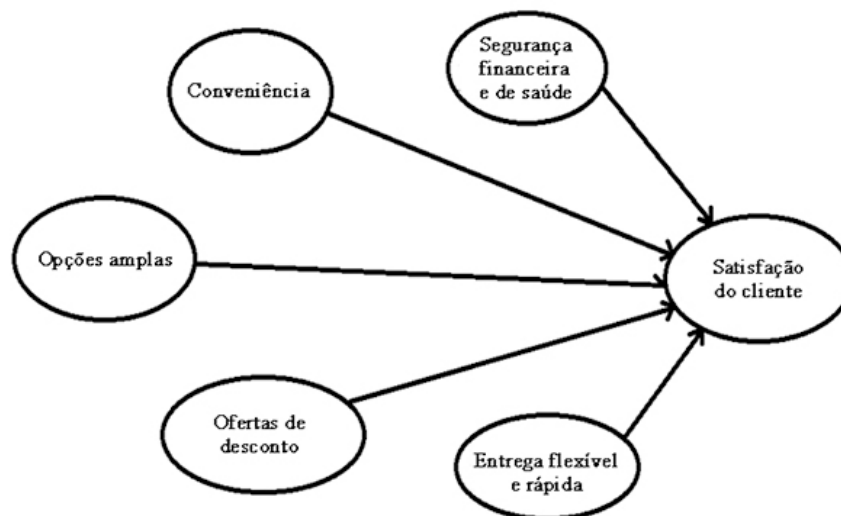 Segurança
financeira
e de saúde
Conveniência
Opções amplas
Satisfação
do cliente
Ofertas de
desconto
Entrega flexível
e rápida